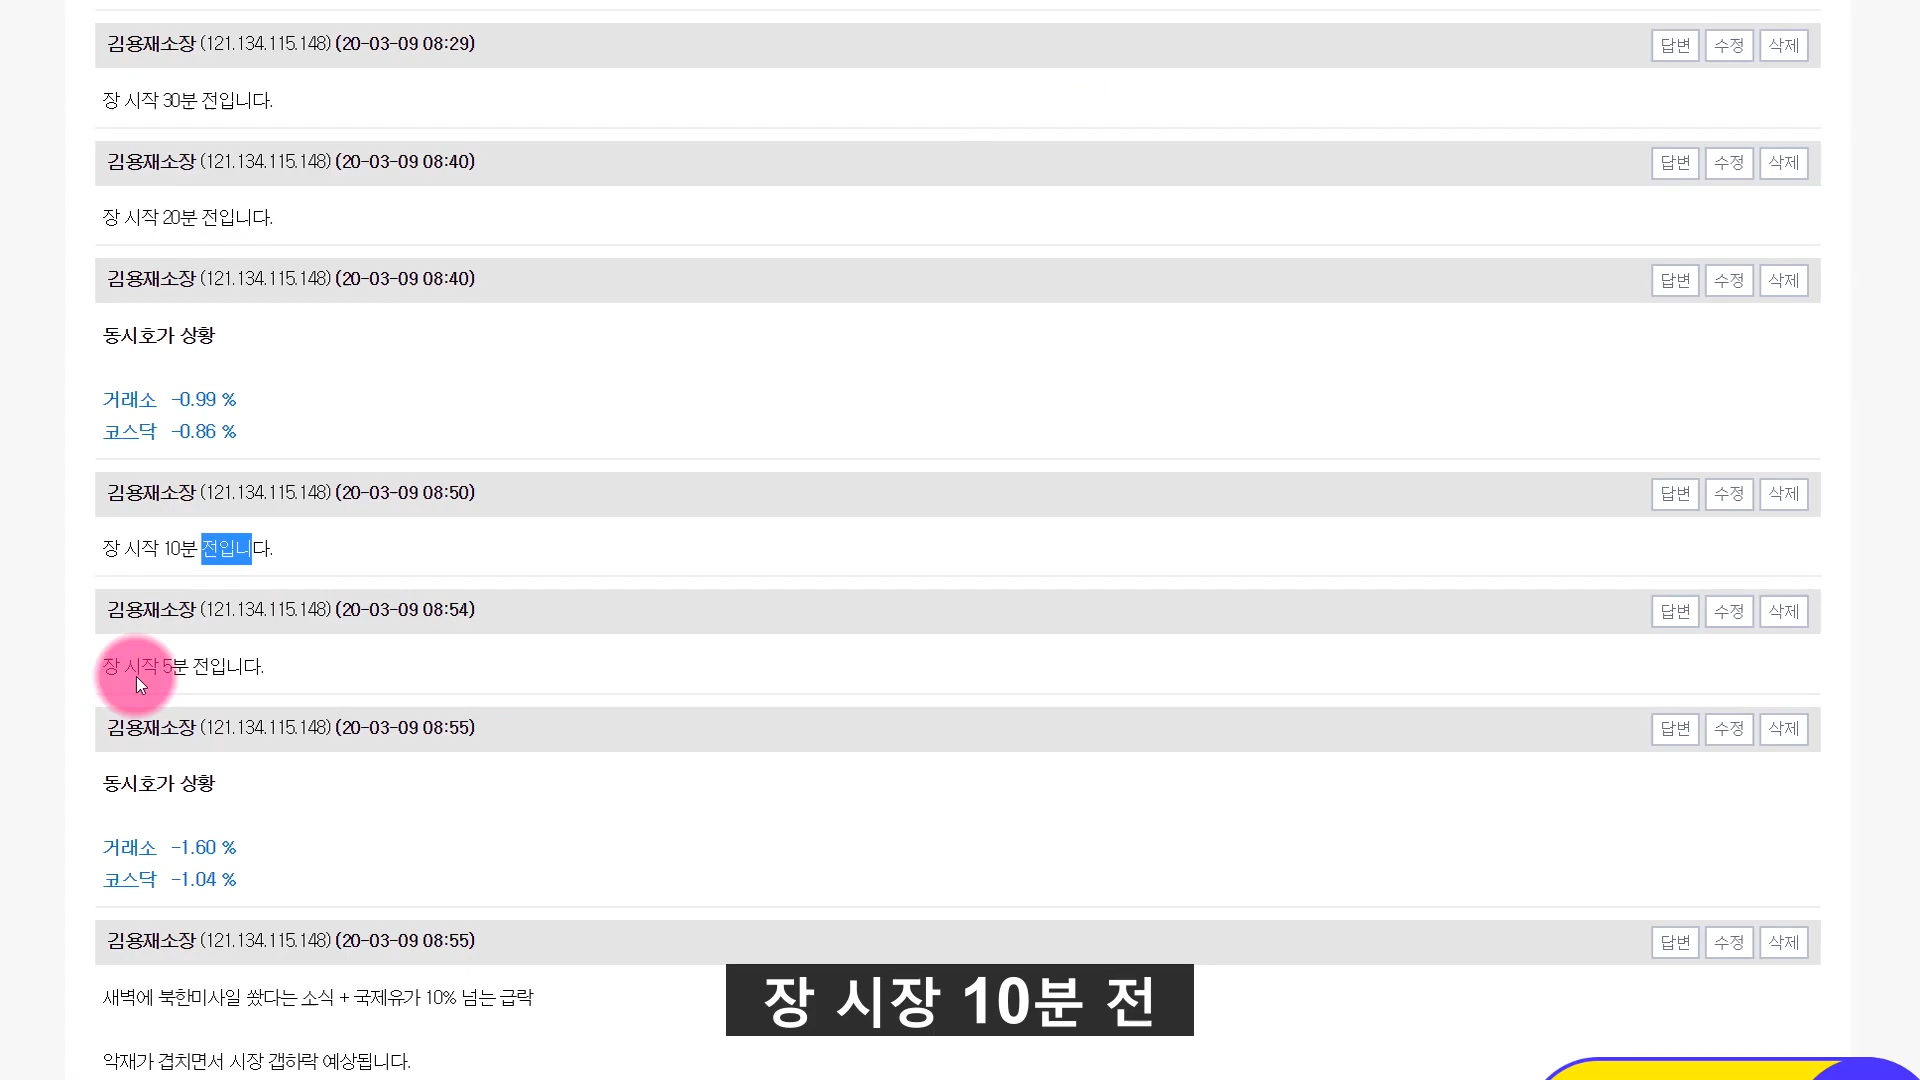 김용재소장 (121.134.115.148) (20-03-09 08:29) 답변 수정 삭제
장 시작 30분 전입니다.
김용재소장 (121.134.115.148) (20-03-09 08:40) 답변 수정 삭제
장 시작 20분 전입니다.
김용재소장 (121.134.115.148) (20-03-09 08:40) 답변 수정 삭제
동시호가 상황
거래소 -0.99 %
코스닥 -0.86 %
김용재소장 (121.134.115.148) (20-03-09 08:50) 답변 수정 삭제
장 시작 10분 전입니다.
김용재소장 (121.134.115.148) (20-03-09 08:54) 답변 수정 삭제
장 시작 5분 전입니다.
김용재소장 (121.134.115.148) (20-03-09 08:55) 답변 수정 삭제
동시호가 상황
거래소 -1.60 %
코스닥 -1.04 %
김용재소장 (121.134.115.148) (20-03-09 08:55) 답변 수정 삭제
새벽에 북한미사일 쐈다는 소식 + 국제유가 10% 넘는 급락
장 시장 10분 전
악재가 겹치면서 시장 갭하락 예상됩니다.